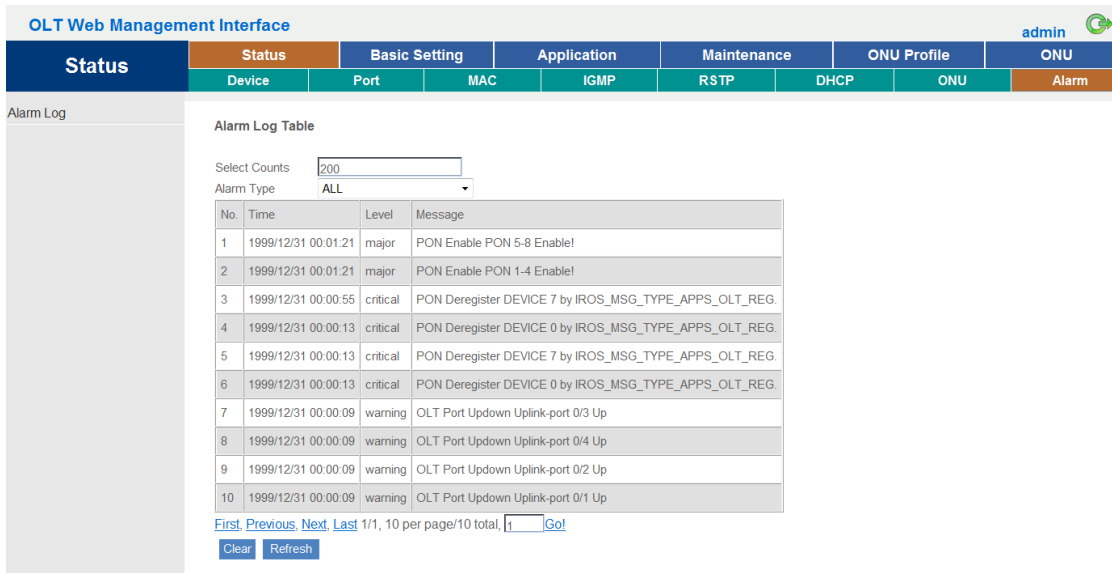 OLT Web Management Interface
admin
Status
Status Basic Setting Application Maintenance ONU Profile ONU
Device Port MAC IGMP RSTP DHCP ONU Alarm
Alarm Log
Alarm Log Table
Select Counts 200
Alarm Type ALL
No. Time Level Message
1 1999/12/31 00:01:21 major PON Enable PON 5-8 Enable!
2 1999/12/31 00:01:21 major PON Enable PON 1-4 Enable!
3 1999/12/31 00:00:55 critical PON Deregister DEVICE 7 by IROS_MSG_TYPE_APPS_OLT_REG.
4 1999/12/31 00:00:13 critical PON Deregister DEVICE 0 by IROS_MSG_TYPE_APPS_OLT_REG.
5 1999/12/31 00:00:13 critical PON Deregister DEVICE 7 by IROS_MSG_TYPE_APPS_OLT_REG.
6 1999/12/31 00:00:13 critical PON Deregister DEVICE 0 by IROS_MSG_TYPE_APPS_OLT_REG.
7 1999/12/31 00:00:09 warning OLT Port Updown Uplink-port 0/3 Up
8 1999/12/31 00:00:09 warning OLT Port Updown Uplink-port 0/4 Up
9 1999/12/31 00:00:09 warning OLT Port Updown Uplink-port 0/2 Up
10 1999/12/31 00:00:09 warning OLT Port Updown Uplink-port 0/1 Up
First, Previous, Next, Last 1/1, 10 per page/10 total, 1 Go!
Clear Refresh